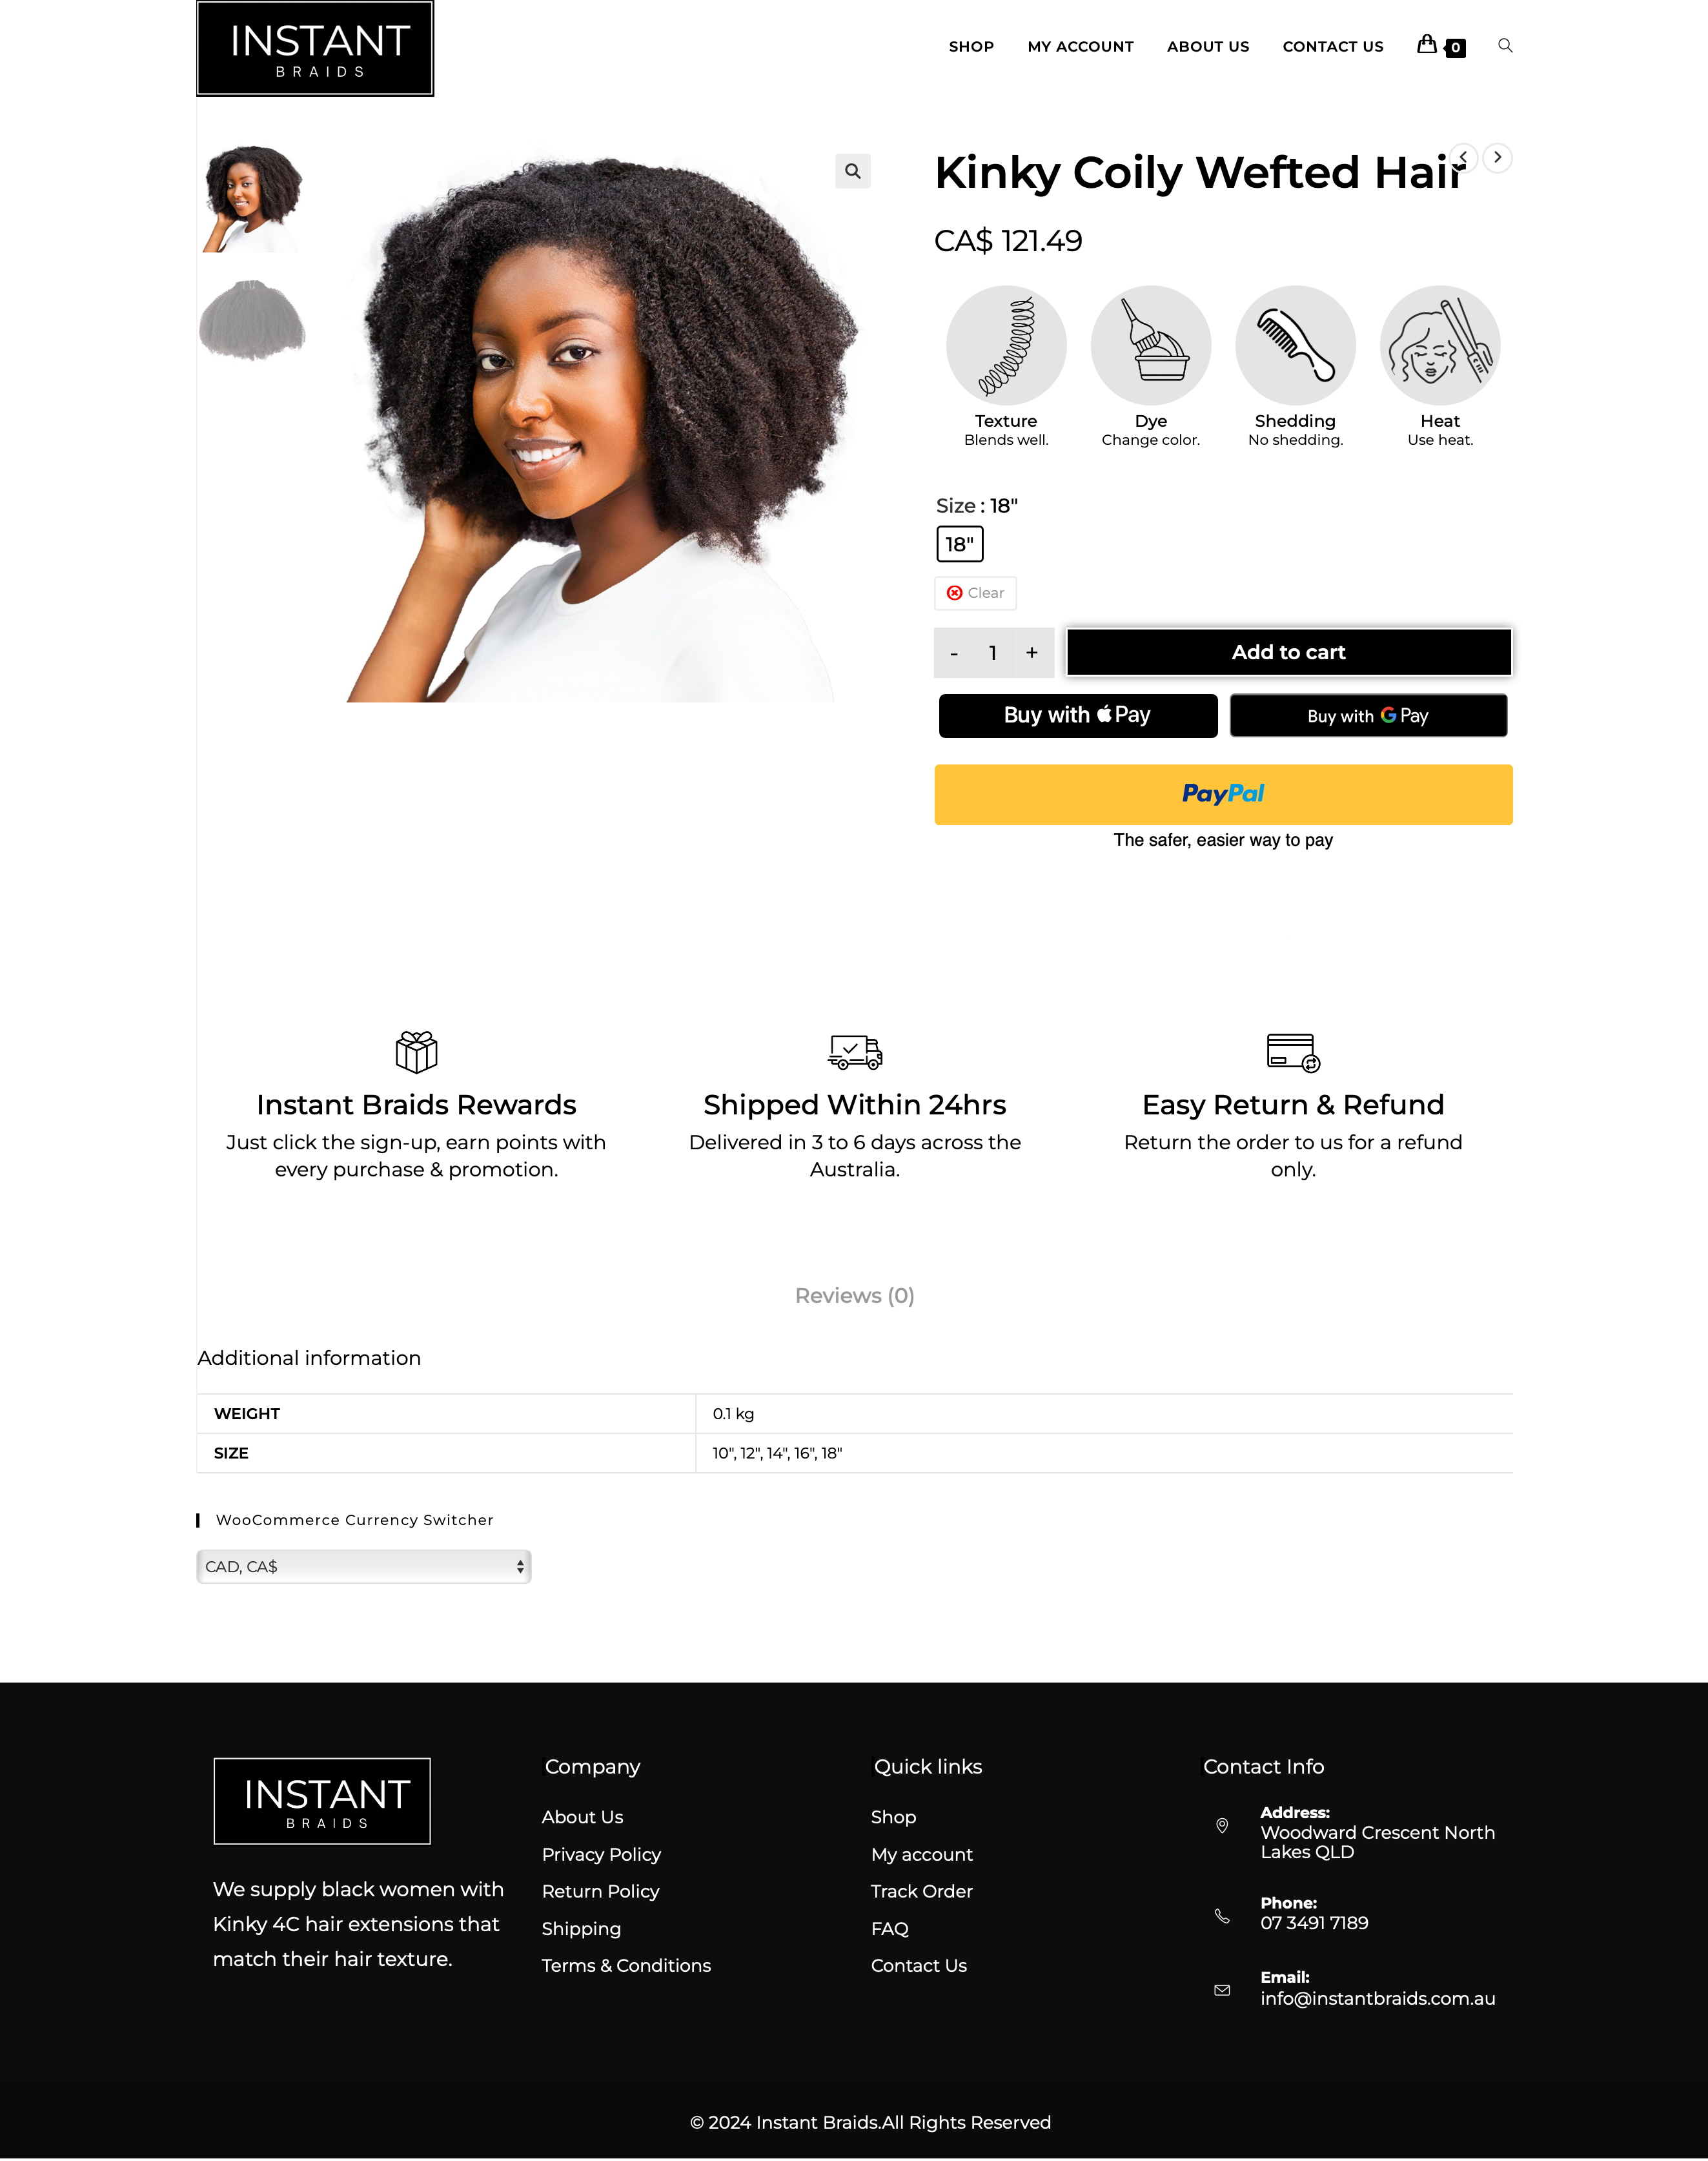 INSTANT
BRAIDS
SHOP
MY ACCOUNT
ABOUT US
CONTACT US
0
Kinky Coily Wefted Hair
CA$ 121.49
Texture
Blends well.
Dye
Change color.
Shedding
No shedding.
Heat
Use heat.
Size : 18"
18"
Clear
- 1 +
Add to cart
Buy with Pay
Buy with G Pay
PayPal
The safer, easier way to pay
Instant Braids Rewards
Just click the sign-up, earn points with
every purchase & promotion.
Shipped Within 24hrs
Delivered in 3 to 6 days across the
Australia.
Easy Return & Refund
Return the order to us for a refund
only.
Reviews (0)
Additional information
WEIGHT
0.1 kg
SIZE
10", 12", 14", 16", 18"
WooCommerce Currency Switcher
CAD, CA$
INSTANT
BRAIDS
We supply black women with
Kinky 4C hair extensions that
match their hair texture.
Company
About Us
Privacy Policy
Return Policy
Shipping
Terms & Conditions
Quick links
Shop
My account
Track Order
FAQ
Contact Us
Contact Info
Address:
Woodward Crescent North
Lakes QLD
Phone:
07 3491 7189
Email:
info@instantbraids.com.au
© 2024 Instant Braids.All Rights Reserved